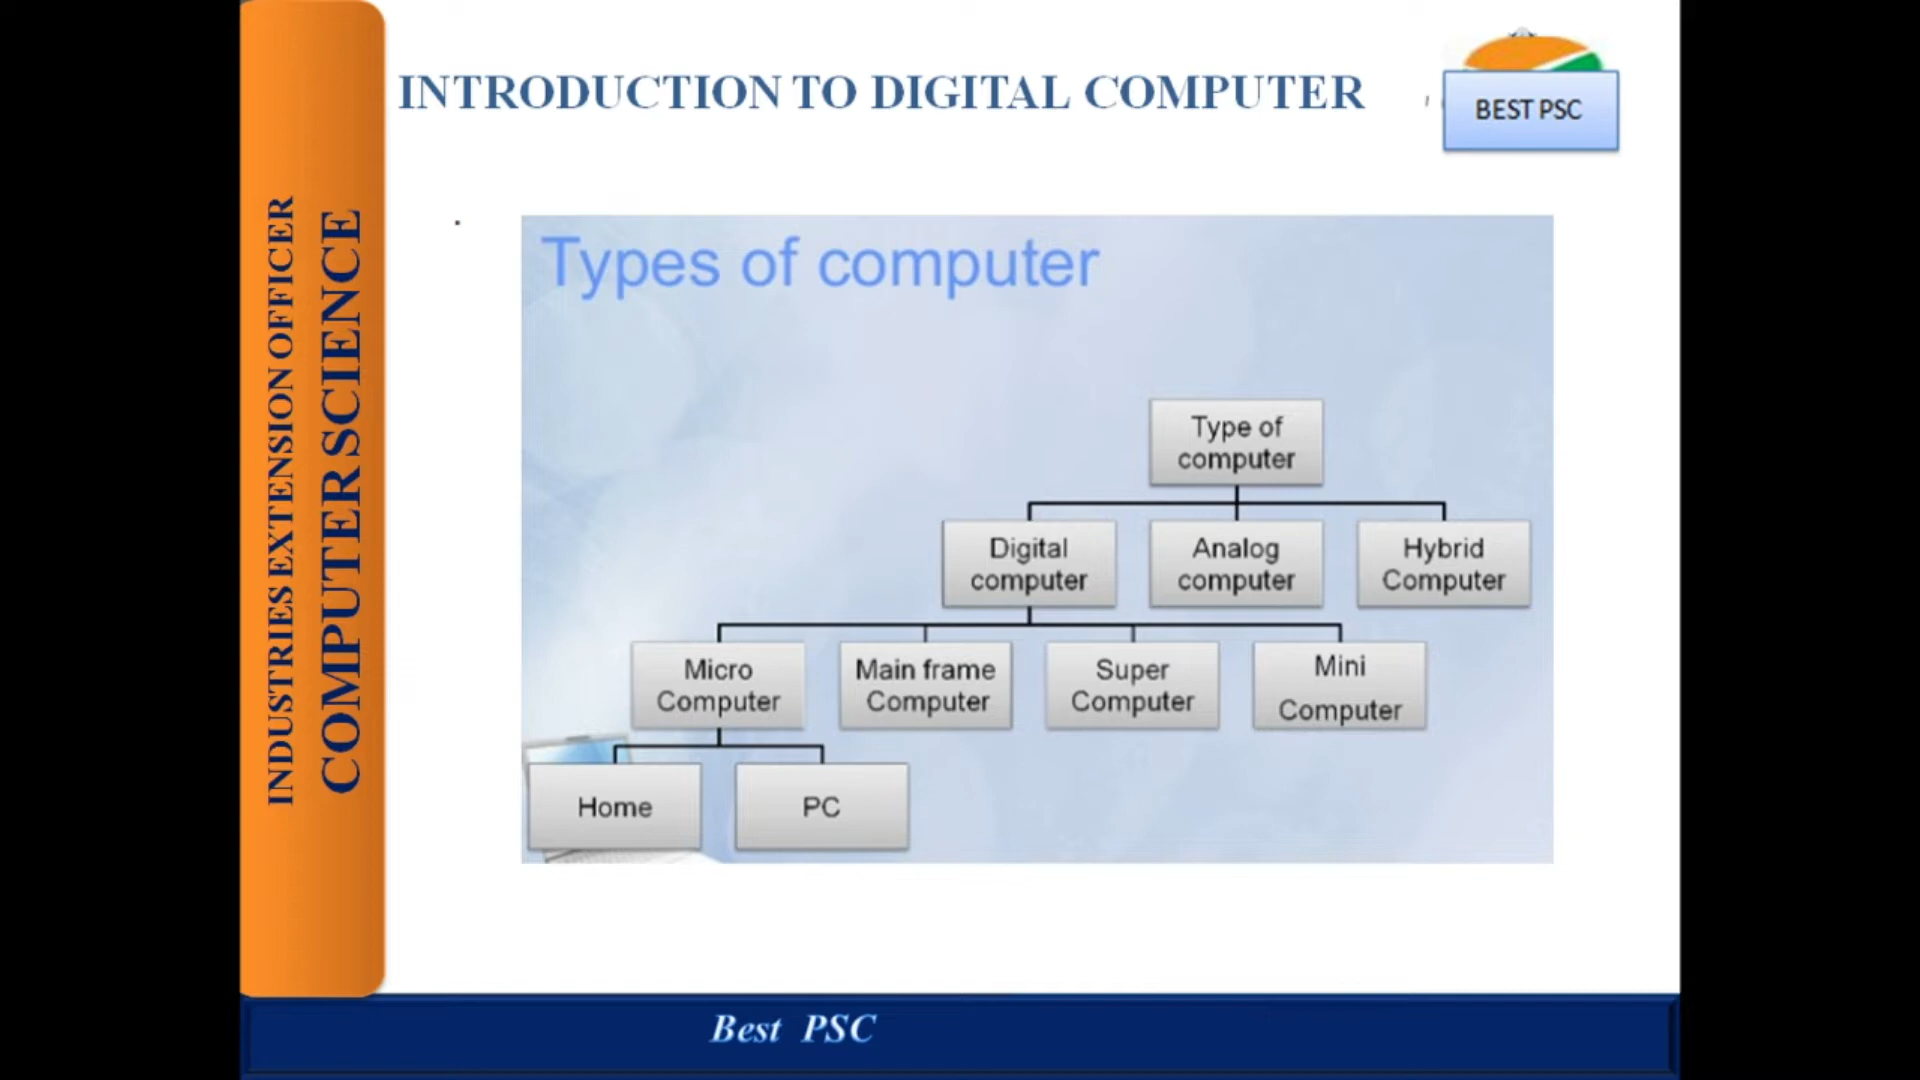 INTRODUCTION TO DIGITAL COMPUTER
BEST PSC
INDUSTRIES EXTENSION OFFICER
COMPUTER SCIENCE
Types of computer
Type of
computer
Digital
computer
Analog
computer
Hybrid
Computer
Micro
Computer
Main frame
Computer
Super
Computer
Mini
Computer
Home
PC
Best PSC